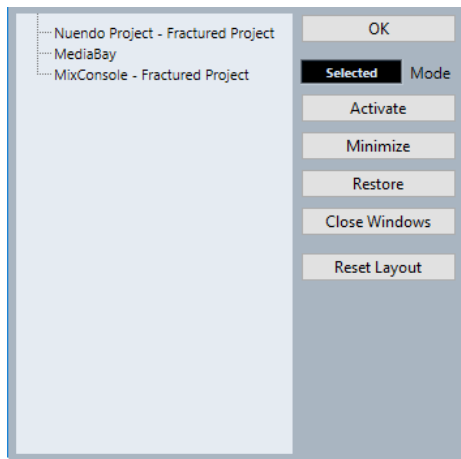 Nuendo Project - Fractured Project
MediaBay
MixConsole - Fractured Project
OK
Selected Mode
Activate
Minimize
Restore
Close Windows
Reset Layout